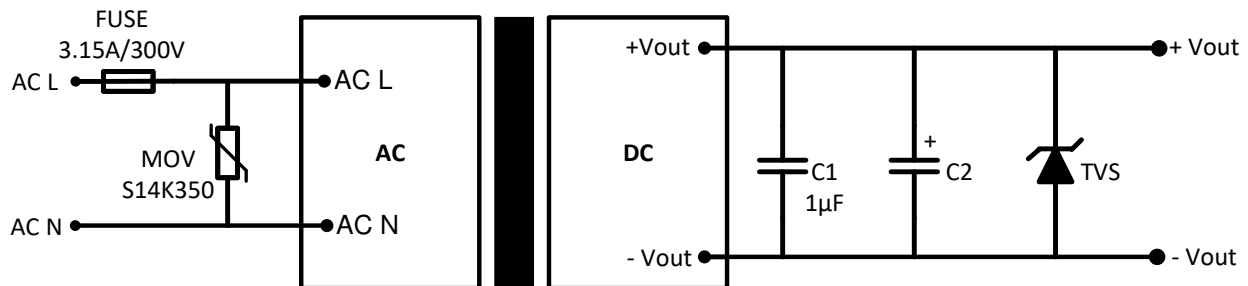 FUSE
3.15A/300V
AC L
AC L
MOV
S14K350
AC N
AC N
AC
DC
+Vout
- Vout
C1
1µF
+
C2
TVS
+ Vout
- Vout